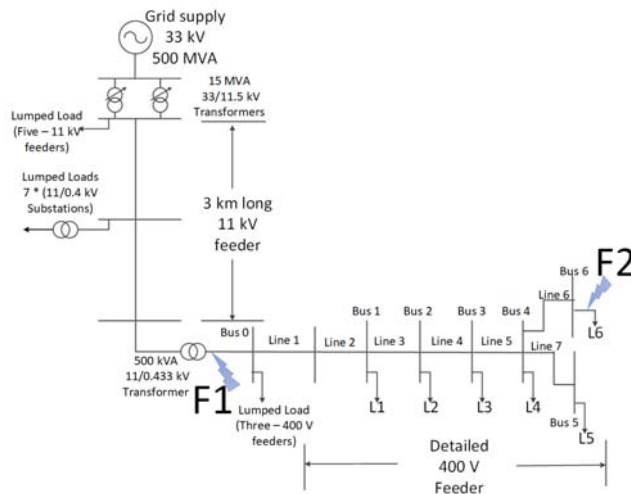 Grid supply
33 kV
500 MVA
15 MVA
33/11.5 kV
Transformers
Lumped Load
(Five – 11 kV
feeders)
Lumped Loads
7 * (11/0.4 kV
Substations)
3 km long
11 kV
feeder
500 kVA
11/0.433 kV
Transformer
F1
Bus 0
Line 1
Line 2
Bus 1
Line 3
Bus 2
Line 4
Bus 3
Line 5
Bus 4
Line 6
Line 7
Bus 6
F2
L6
Bus 5
L5
L1
L2
L3
L4
Lumped Load
(Three – 400 V
feeders)
Detailed
400 V
Feeder